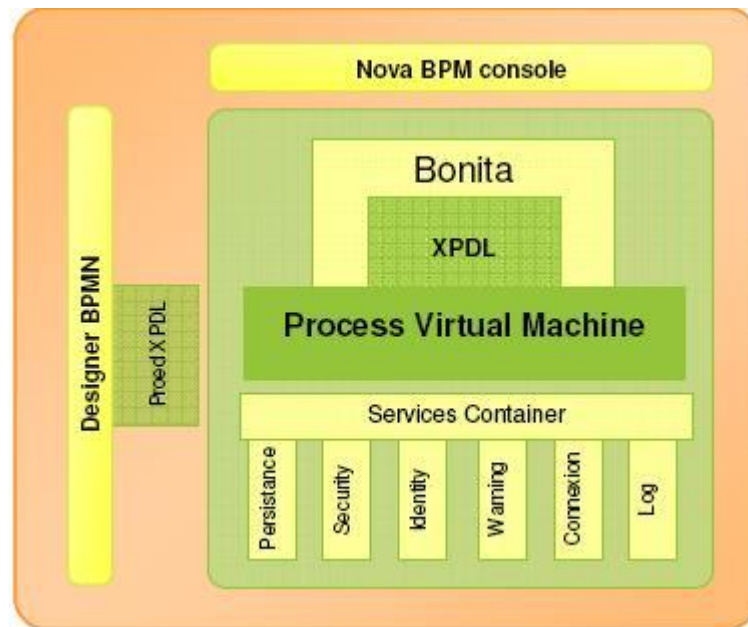 Nova BPM console
Designer BPMN
Proed X PDL
Bonita
XPDL
Process Virtual Machine
Services Container
Persistance
Security
Identity
Warning
Connexion
Log